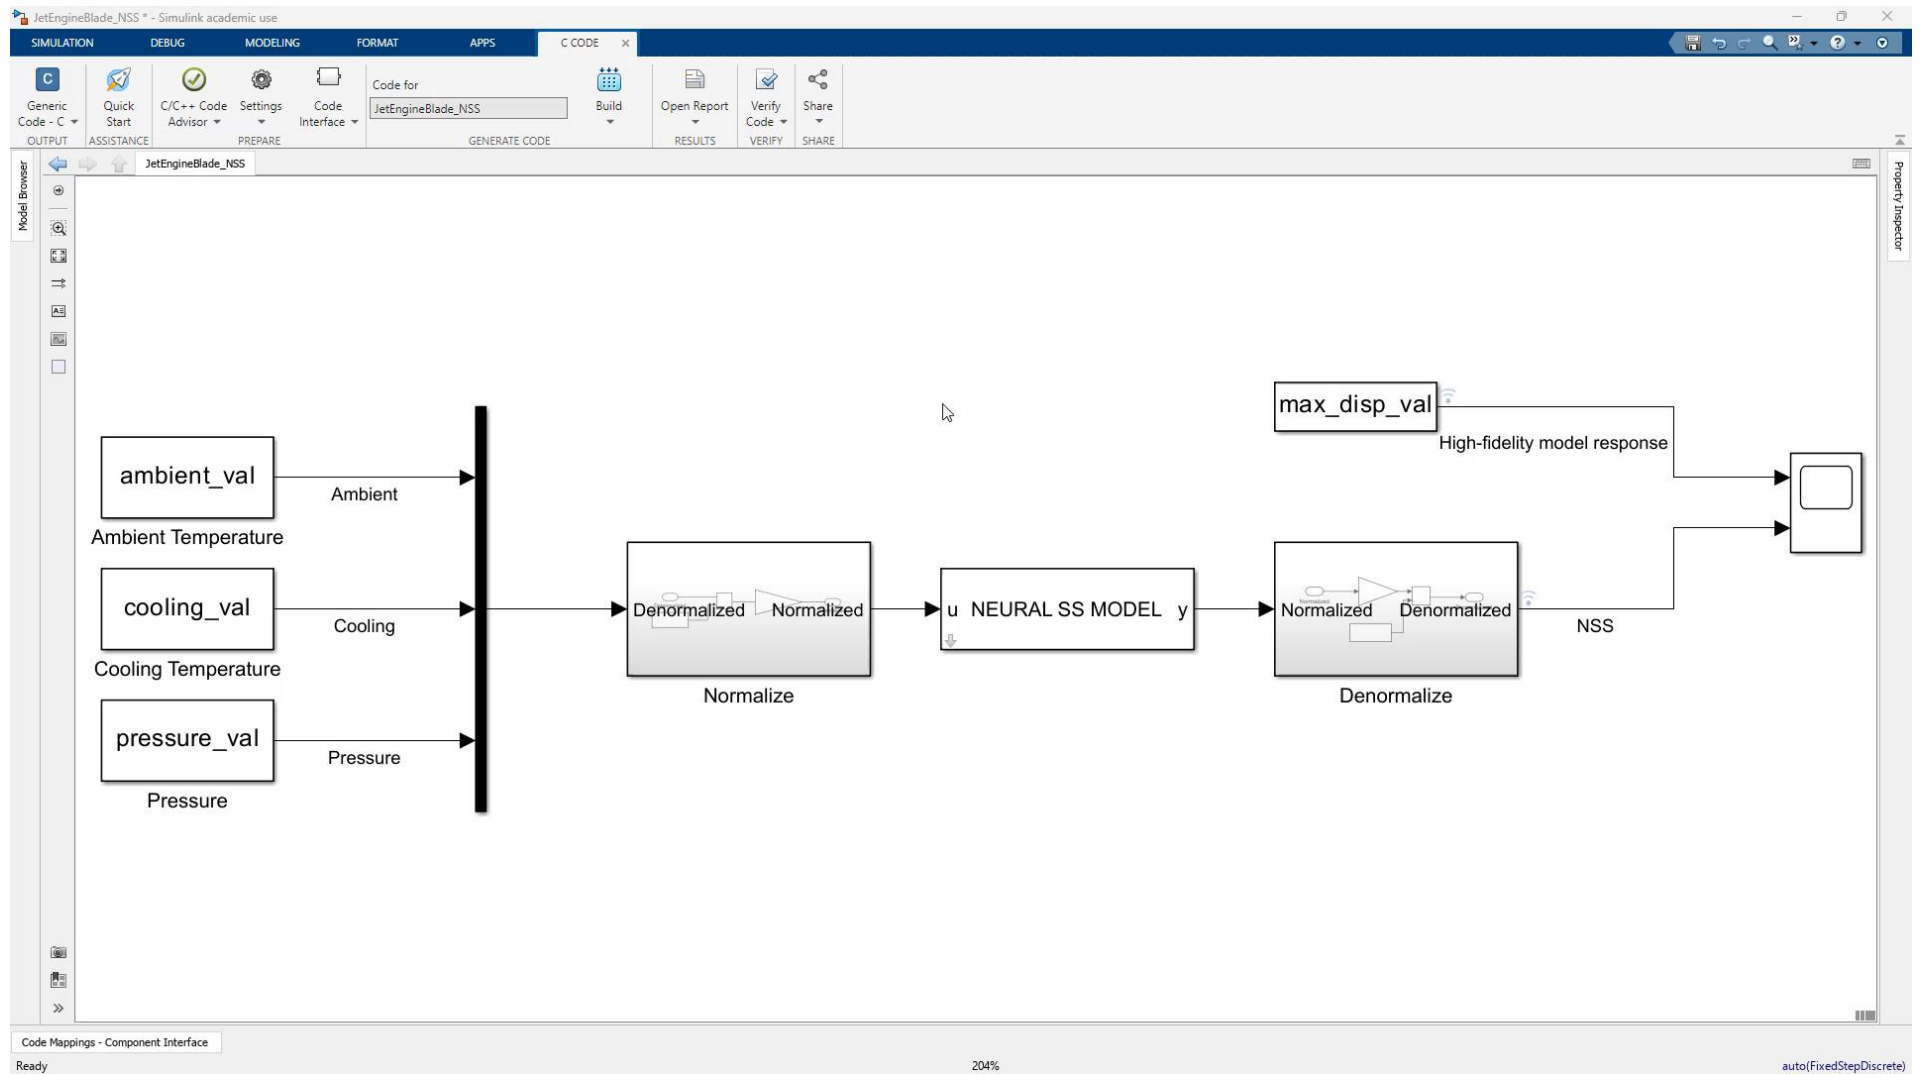 JetEngineBlade_NSS * - Simulink academic use
SIMULATION DEBUG MODELING FORMAT APPS C CODE
C
Generic Code - C
Quick Start
C/C++ Code Advisor
Settings
Code Interface
Code for
JetEngineBlade_NSS
Build
Open Report
Verify Code
Share
OUTPUT ASSISTANCE PREPARE GENERATE CODE RESULTS VERIFY SHARE
Model Browser
JetEngineBlade_NSS
Property Inspector
max_disp_val
High-fidelity model response
ambient_val
Ambient
Ambient Temperature
cooling_val
Cooling
Cooling Temperature
pressure_val
Pressure
Pressure
Denormalized Normalized
Normalize
u NEURAL SS MODEL y
Normalized Denormalized
Denormalize
NSS
Code Mappings - Component Interface
Ready
204%
auto(FixedStepDiscrete)